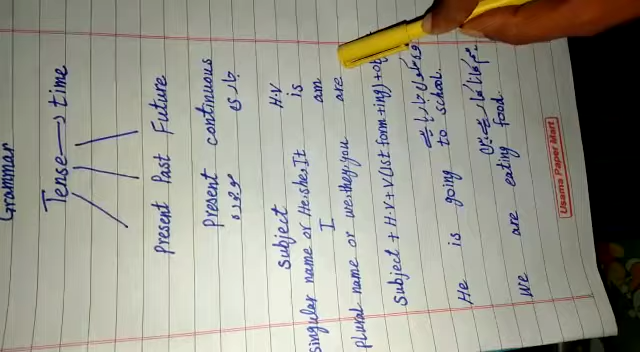 Grammar
Tense → time
Present Past Future
Present continuous
Subject H.V
singular name or He.she.It is
I am
Plural name or we.they.you are
Subject + H.V + V(1st form + ing) + ob
He is going to school.
We are eating food.
Usama Paper Mart